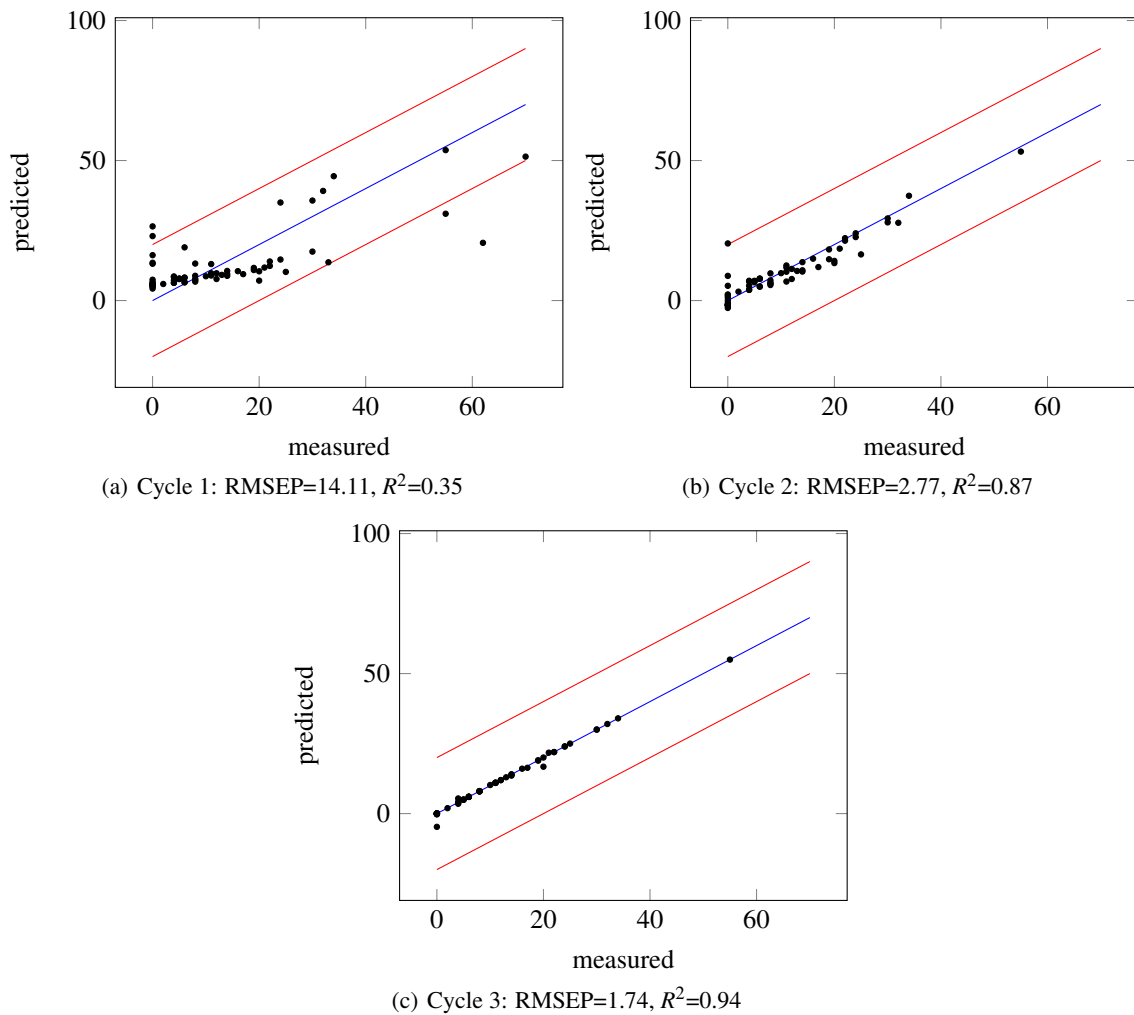 100
50
0
predicted
0 20 40 60
measured
(a) Cycle 1: RMSEP=14.11, R²=0.35
100
50
0
predicted
0 20 40 60
measured
(b) Cycle 2: RMSEP=2.77, R²=0.87
100
50
0
predicted
0 20 40 60
measured
(c) Cycle 3: RMSEP=1.74, R²=0.94